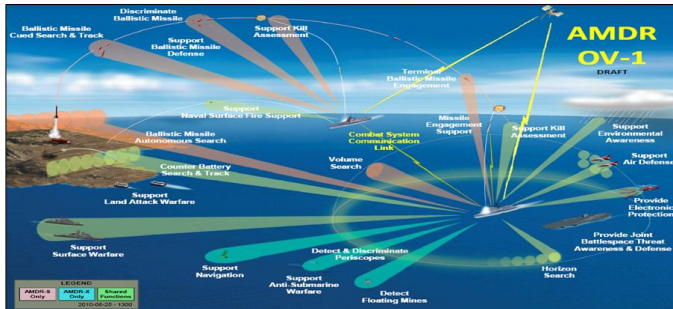 AMDR
OV-1
DRAFT
Discriminate
Ballistic Missile
Ballistic Missile
Cued Search & Track
Support
Ballistic Missile
Defense
Support Kill
Assessment
Terminal
Ballistic Missile
Engagement
Support
Naval Surface Fire Support
Missile
Engagement
Support
Support Kill
Assessment
Support
Environmental
Awareness
Ballistic Missile
Autonomous Search
Combat System
Communication
Link
Volume
Search
Support
Air Defense
Counter Battery
Search & Track
Support
Land Attack Warfare
Provide
Electronic
Protection
Provide Joint
Battlespace Threat
Awareness & Defense
Support
Surface Warfare
Detect & Discriminate
Periscopes
Horizon
Search
Support
Navigation
Support
Anti-Submarine
Warfare
Detect
Floating Mines
LEGEND
AMDR-S
Only
AMDR-X
Only
Shared
Functions
2010-06-25 - 1300